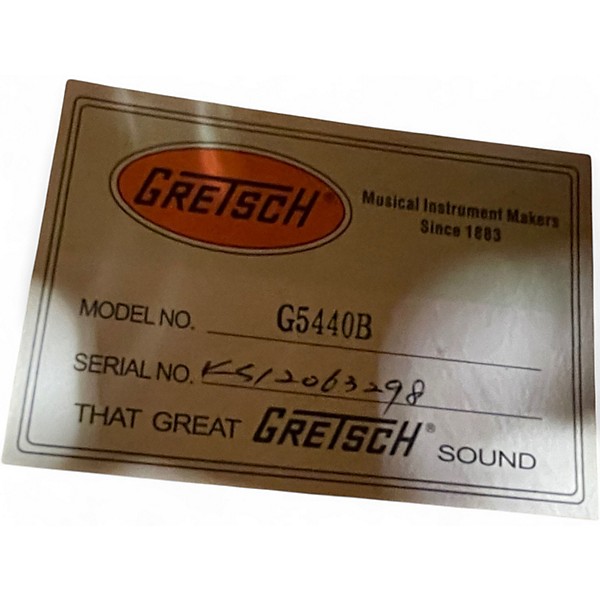 GRETSCH®
Musical Instrument Makers
Since 1883
MODEL NO. G5440B
SERIAL NO. KS12063298
THAT GREAT GRETSCH® SOUND